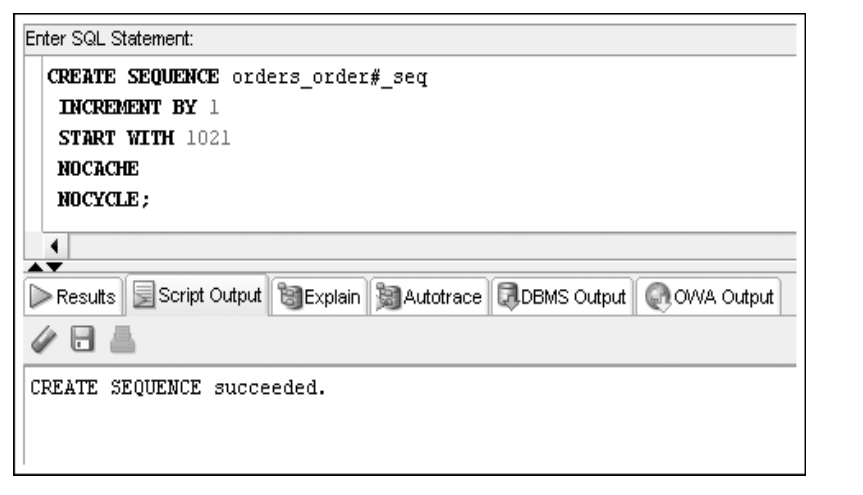 Enter SQL Statement:
CREATE SEQUENCE orders_order#_seq
INCREMENT BY 1
START WITH 1021
NOCACHE
NOCYCLE;
Results Script Output Explain Autotrace DBMS Output OWA Output
CREATE SEQUENCE succeeded.